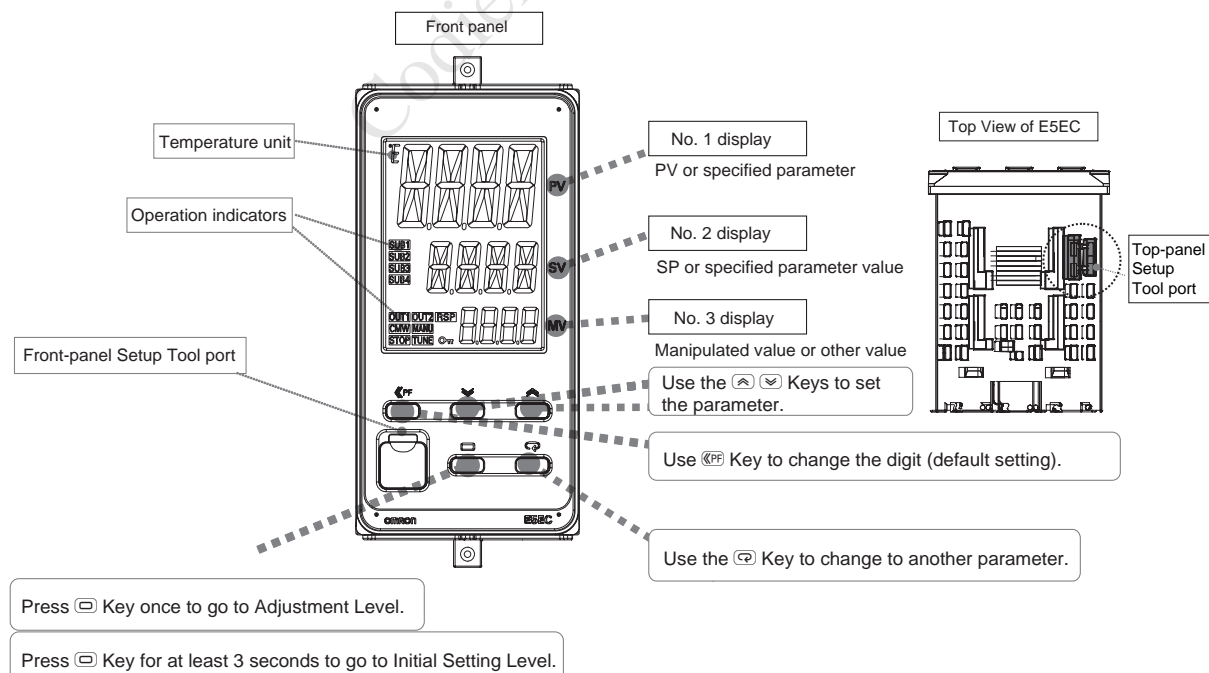 Codie
Front panel
Temperature unit
Operation indicators
Front-panel Setup Tool port
PV
SUB1
SUB2
SUB3
SUB4
SV
OUT1 OUT2 RSP
CMW MANU
STOP TUNE
MV
PF
OMRON
E5EC
No. 1 display
PV or specified parameter
No. 2 display
SP or specified parameter value
No. 3 display
Manipulated value or other value
Use the Keys to set
the parameter.
Use PF Key to change the digit (default setting).
Use the Key to change to another parameter.
Press Key once to go to Adjustment Level.
Press Key for at least 3 seconds to go to Initial Setting Level.
Top View of E5EC
Top-panel
Setup
Tool port